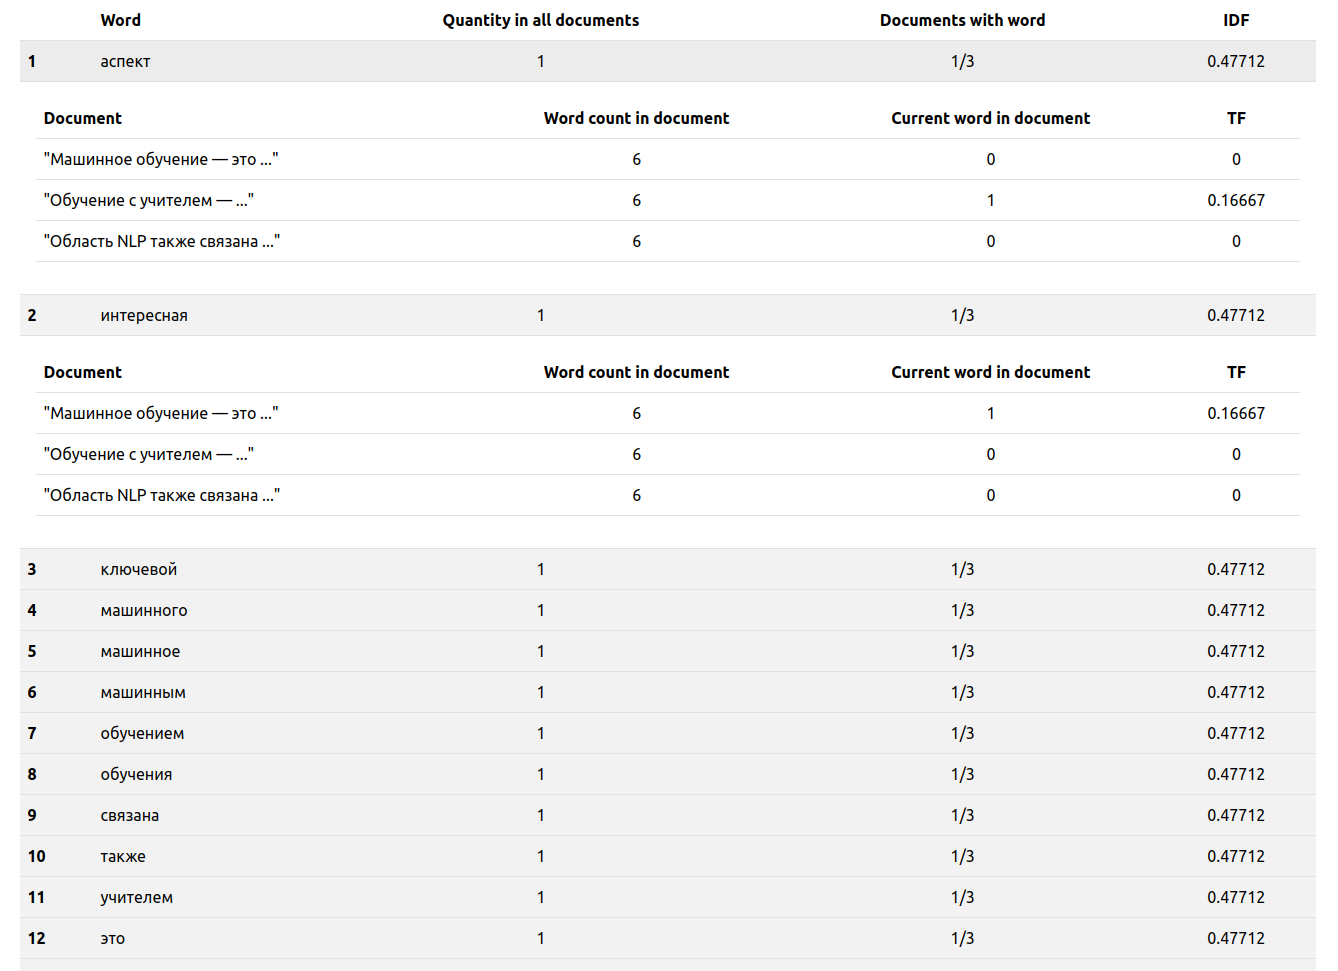 Word Quantity in all documents Documents with word IDF
1 аспект 1 1/3 0.47712
Document Word count in document Current word in document TF
"Машинное обучение — это ..." 6 0 0
"Обучение с учителем — ..." 6 1 0.16667
"Область NLP также связана ..." 6 0 0
2 интересная 1 1/3 0.47712
Document Word count in document Current word in document TF
"Машинное обучение — это ..." 6 1 0.16667
"Обучение с учителем — ..." 6 0 0
"Область NLP также связана ..." 6 0 0
3 ключевой 1 1/3 0.47712
4 машинного 1 1/3 0.47712
5 машинное 1 1/3 0.47712
6 машинным 1 1/3 0.47712
7 обучением 1 1/3 0.47712
8 обучения 1 1/3 0.47712
9 связана 1 1/3 0.47712
10 также 1 1/3 0.47712
11 учителем 1 1/3 0.47712
12 это 1 1/3 0.47712